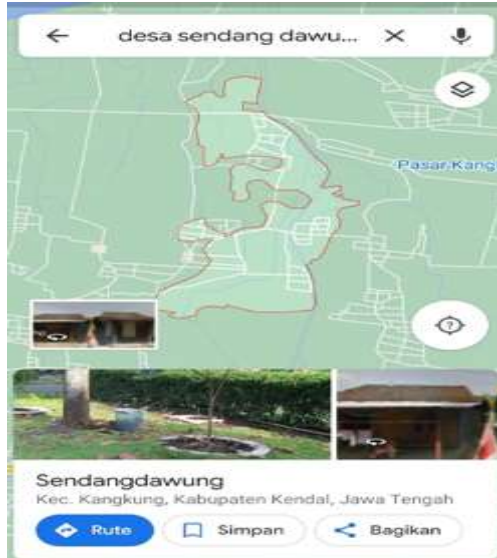 desa sendang dawu...
Pasar Kang
Sendangdawung
Kec. Kangkung, Kabupaten Kendal, Jawa Tengah
Rute
Simpan
Bagikan